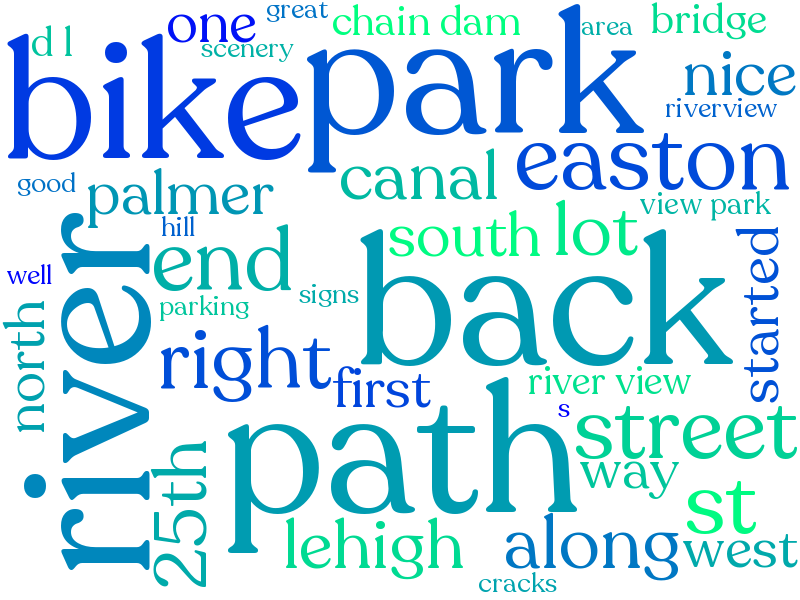 great
one
chain dam
area
bridge
d l
scenery
bike
park
nice
riverview
easton
good
palmer
canal
view park
hill
south
lot
end
back
started
river
well
signs
parking
north
right
first
river view
path
s
street
way
25th
st
lehigh
along
west
cracks